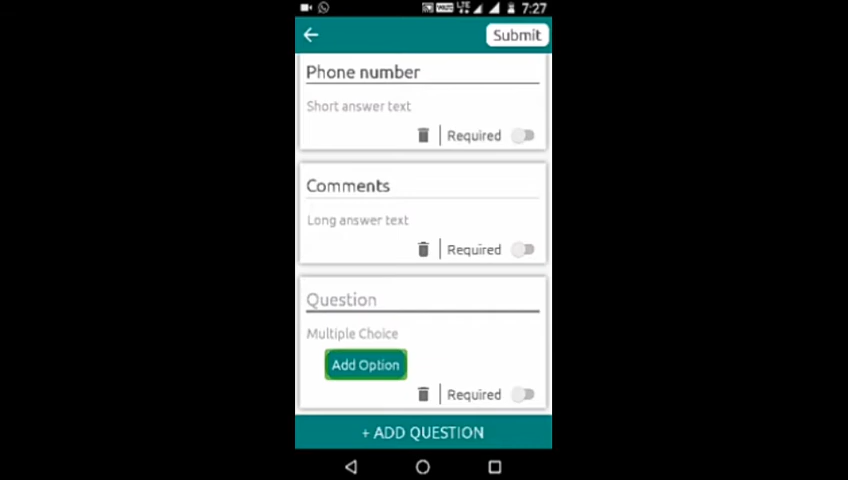 7:27
Submit
Phone number
Short answer text
Required
Comments
Long answer text
Required
Question
Multiple Choice
Add Option
Required
+ ADD QUESTION